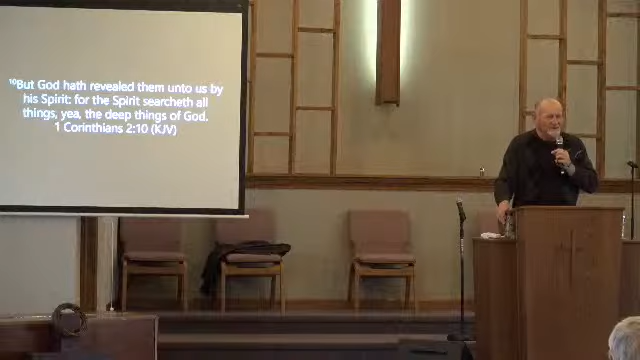 ¹⁰But God hath revealed them unto us by
his Spirit: for the Spirit searcheth all
things, yea, the deep things of God.
1 Corinthians 2:10 (KJV)